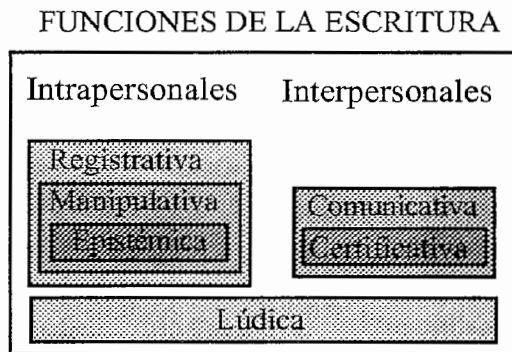 FUNCIONES DE LA ESCRITURA
Intrapersonales Interpersonales
Registrativa
Manipulativa Comunicativa
Epistémica Certificativa
Lúdica